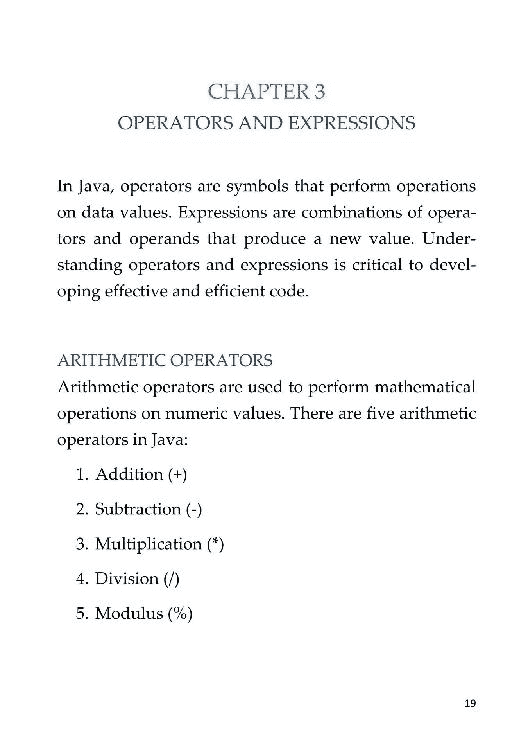 CHAPTER 3
OPERATORS AND EXPRESSIONS
In Java, operators are symbols that perform operations
on data values. Expressions are combinations of opera-
tors and operands that produce a new value. Under-
standing operators and expressions is critical to devel-
oping effective and efficient code.
ARITHMETIC OPERATORS
Arithmetic operators are used to perform mathematical
operations on numeric values. There are five arithmetic
operators in Java:
1. Addition (+)
2. Subtraction (-)
3. Multiplication (*)
4. Division (/)
5. Modulus (%)
19